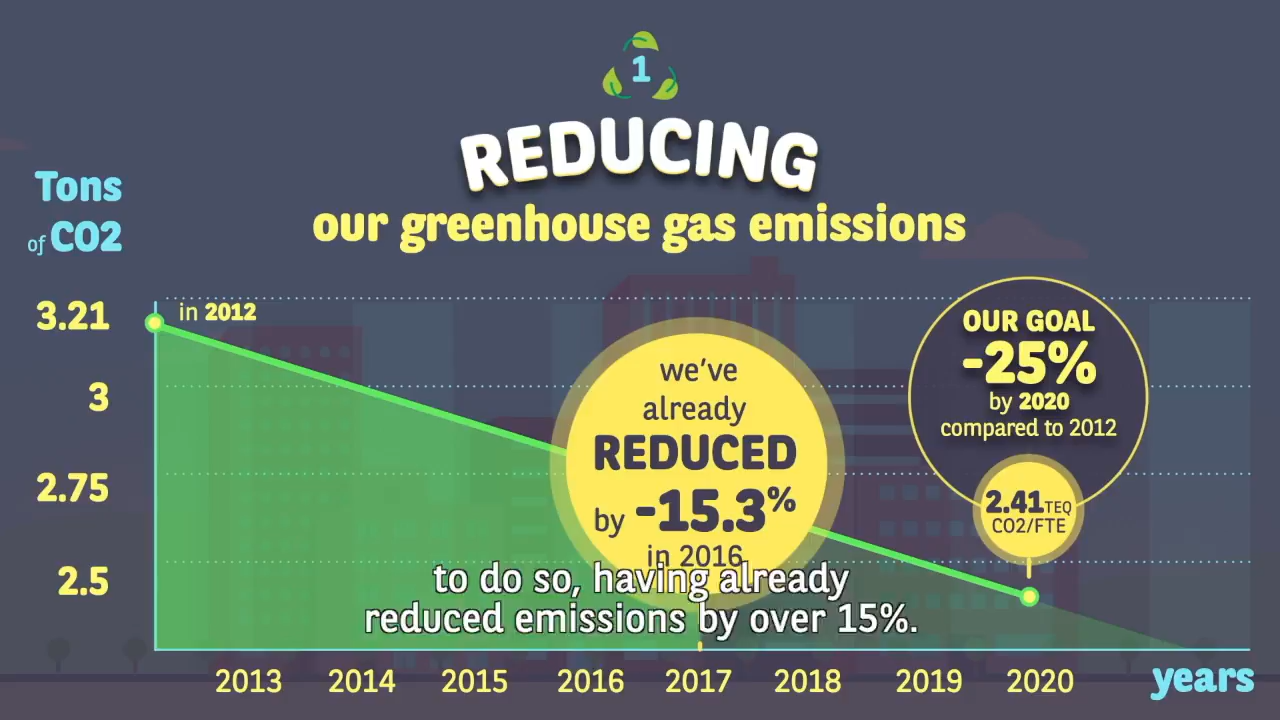 1
REDUCING
our greenhouse gas emissions
Tons
of CO2
3.21
3
2.75
2.5
in 2012
we've
already
REDUCED
by -15.3%
in 2016
OUR GOAL
-25%
by 2020
compared to 2012
2.41TEQ
CO2/FTE
to do so, having already
reduced emissions by over 15%.
2013 2014 2015 2016 2017 2018 2019 2020 years